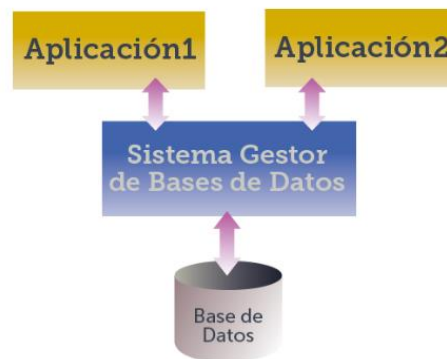 Aplicación1
Aplicación2
Sistema Gestor
de Bases de Datos
Base de
Datos